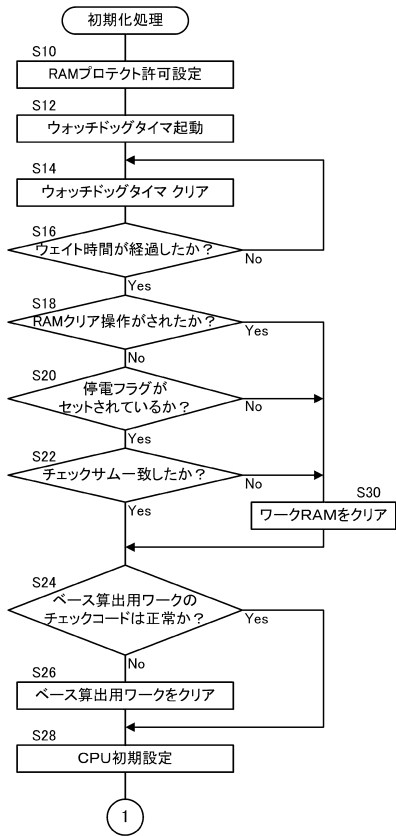 初期化処理
S10
RAMプロテクト許可設定
S12
ウォッチドッグタイマ起動
S14
ウォッチドッグタイマ クリア
S16
ウェイト時間が経過したか?
No
Yes
S18
RAMクリア操作がされたか?
Yes
No
S20
停電フラグが
セットされているか?
No
Yes
S22
チェックサム一致したか?
No
Yes
S30
ワークRAMをクリア
S24
ベース算出用ワークの
チェックコードは正常か?
Yes
No
S26
ベース算出用ワークをクリア
S28
CPU初期設定
1